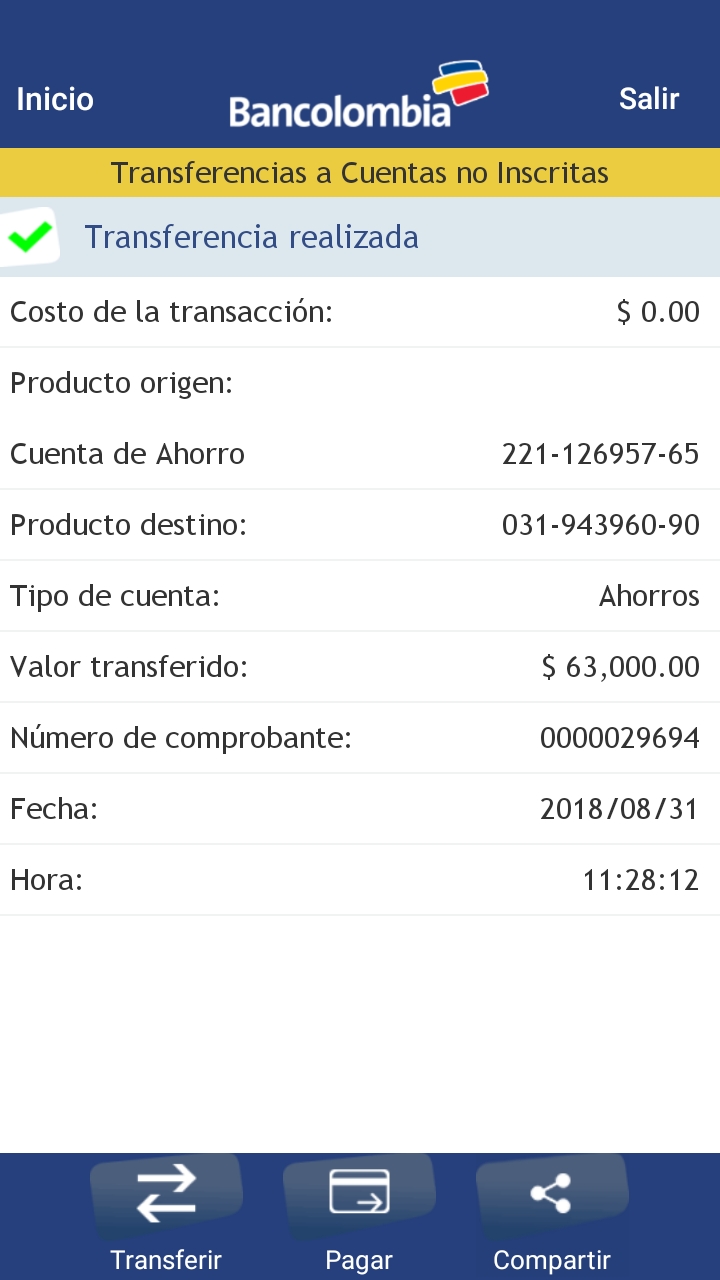 Inicio Bancolombia Salir
Transferencias a Cuentas no Inscritas
Transferencia realizada
Costo de la transacción: $ 0.00
Producto origen:
Cuenta de Ahorro 221-126957-65
Producto destino: 031-943960-90
Tipo de cuenta: Ahorros
Valor transferido: $ 63,000.00
Número de comprobante: 0000029694
Fecha: 2018/08/31
Hora: 11:28:12
Transferir Pagar Compartir